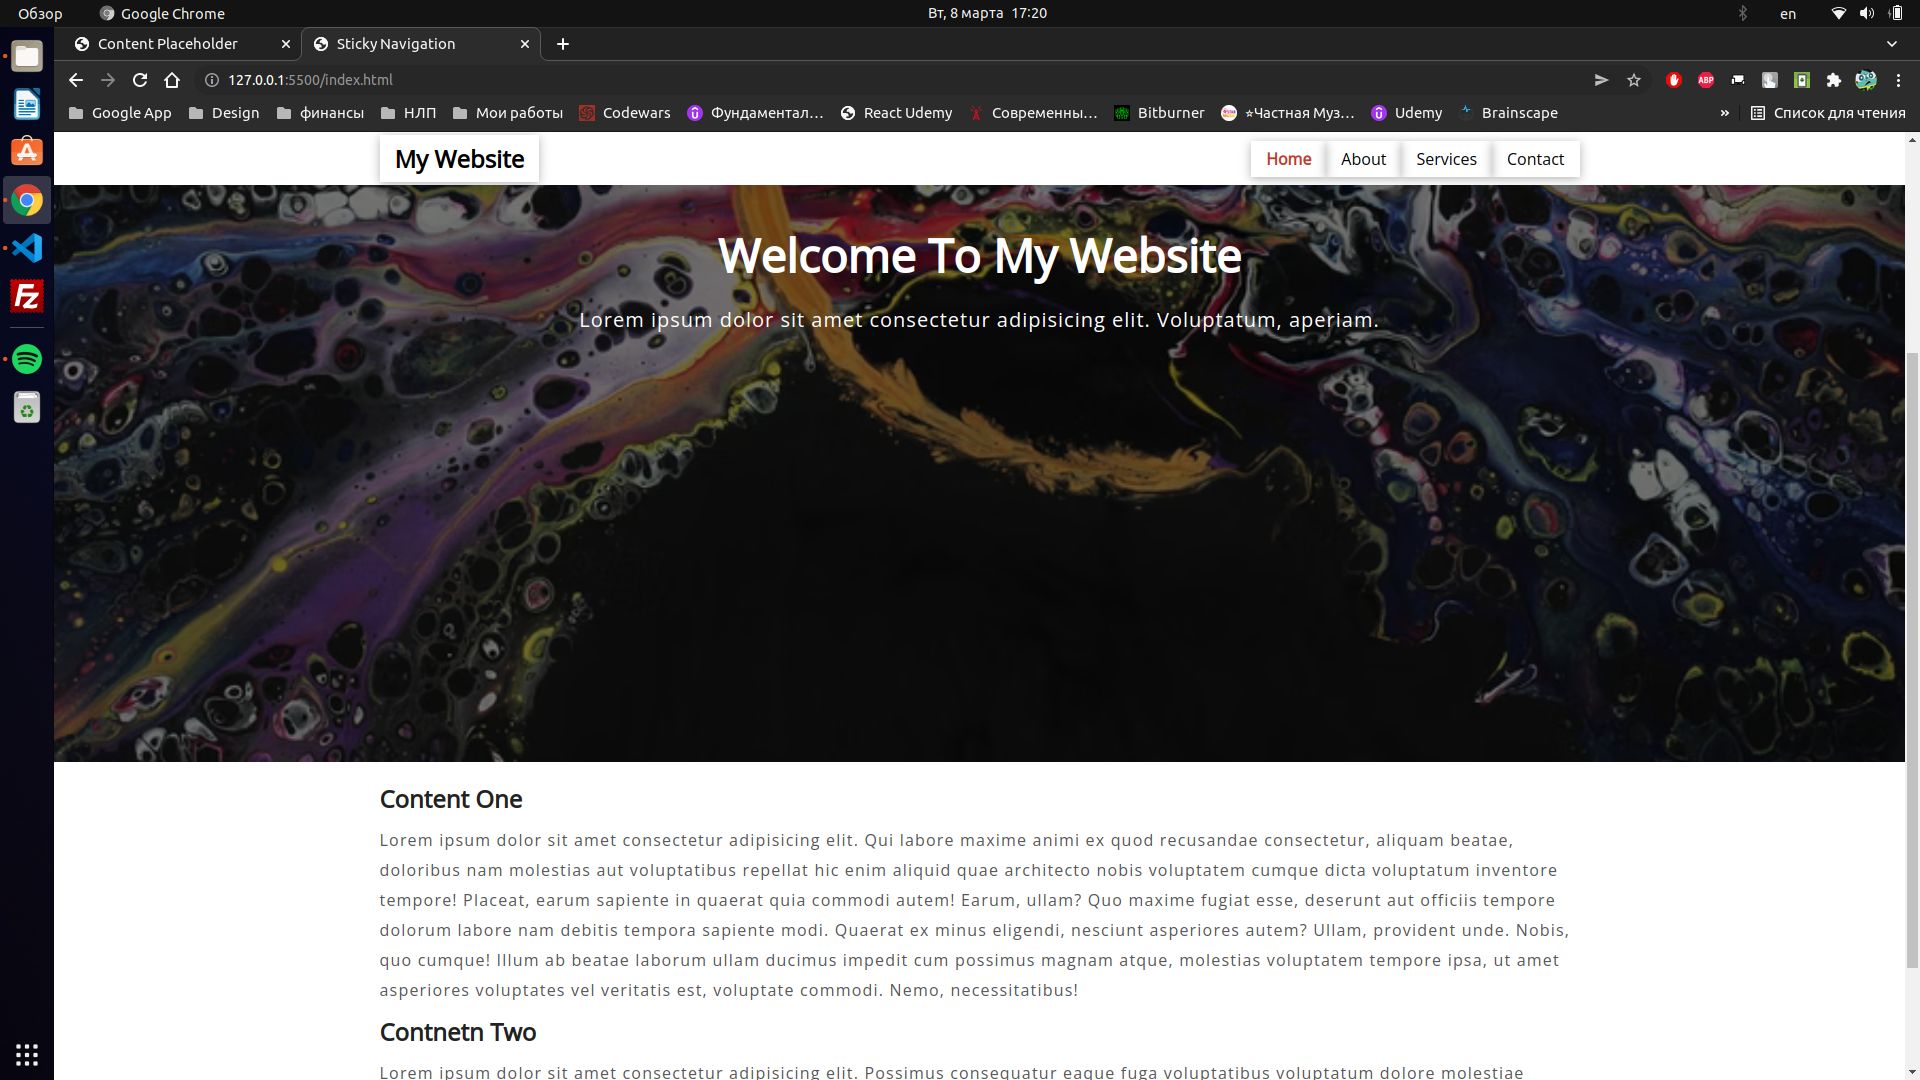 Обзор
Google Chrome
Вт, 8 марта 17:20
en
Content Placeholder
Sticky Navigation
127.0.0.1:5500/index.html
ABP
Google App
Design
финансы
НЛП
Мои работы
Codewars
Фундаментал...
React Udemy
Современны...
Bitburner
☆Частная Муз...
Udemy
Brainscape
»
Список для чтения
My Website
Home
About
Services
Contact
Fz
Welcome To My Website
Lorem ipsum dolor sit amet consectetur adipisicing elit. Voluptatum, aperiam.
Content One
Lorem ipsum dolor sit amet consectetur adipisicing elit. Qui labore maxime animi ex quod recusandae consectetur, aliquam beatae,
doloribus nam molestias aut voluptatibus repellat hic enim aliquid quae architecto nobis voluptatem cumque dicta voluptatum inventore
tempore! Placeat, earum sapiente in quaerat quia commodi autem! Earum, ullam? Quo maxime fugiat esse, deserunt aut officiis tempore
dolorum labore nam debitis tempora sapiente modi. Quaerat ex minus eligendi, nesciunt asperiores autem? Ullam, provident unde. Nobis,
quo cumque! Illum ab beatae laborum ullam ducimus impedit cum possimus magnam atque, molestias voluptatem tempore ipsa, ut amet
asperiores voluptates vel veritatis est, voluptate commodi. Nemo, necessitatibus!
Contnetn Two
Lorem ipsum dolor sit amet consectetur adipisicing elit. Possimus consequatur eaque fuga voluptatibus voluptatum dolore molestiae